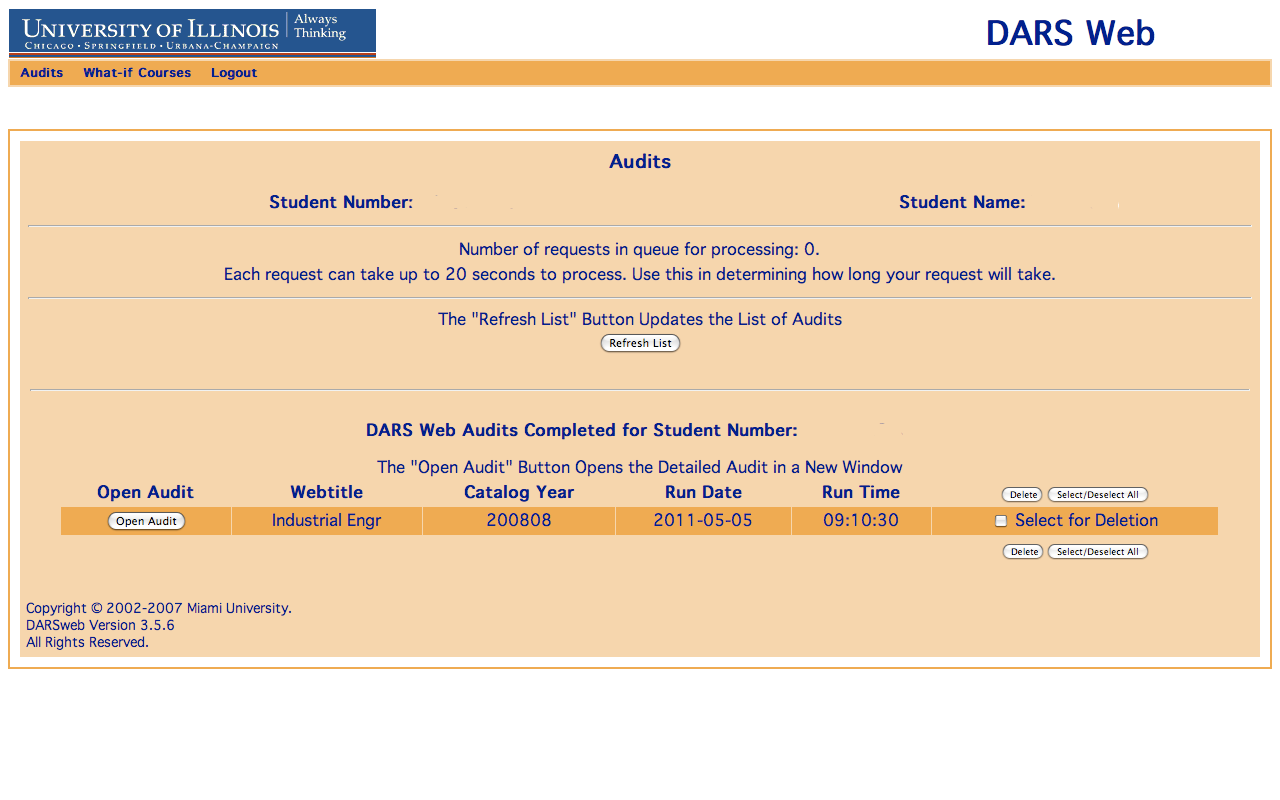 UNIVERSITY OF ILLINOIS
Always
Thinking
CHICAGO • SPRINGFIELD • URBANA-CHAMPAIGN
DARS Web
Audits What-if Courses Logout
Audits
Student Number: Student Name:
Number of requests in queue for processing: 0.
Each request can take up to 20 seconds to process. Use this in determining how long your request will take.
The "Refresh List" Button Updates the List of Audits
Refresh List
DARS Web Audits Completed for Student Number:
The "Open Audit" Button Opens the Detailed Audit in a New Window
Open Audit Webtitle Catalog Year Run Date Run Time Delete Select/Deselect All
Open Audit Industrial Engr 200808 2011-05-05 09:10:30 Select for Deletion
Delete Select/Deselect All
Copyright © 2002-2007 Miami University.
DARSweb Version 3.5.6
All Rights Reserved.